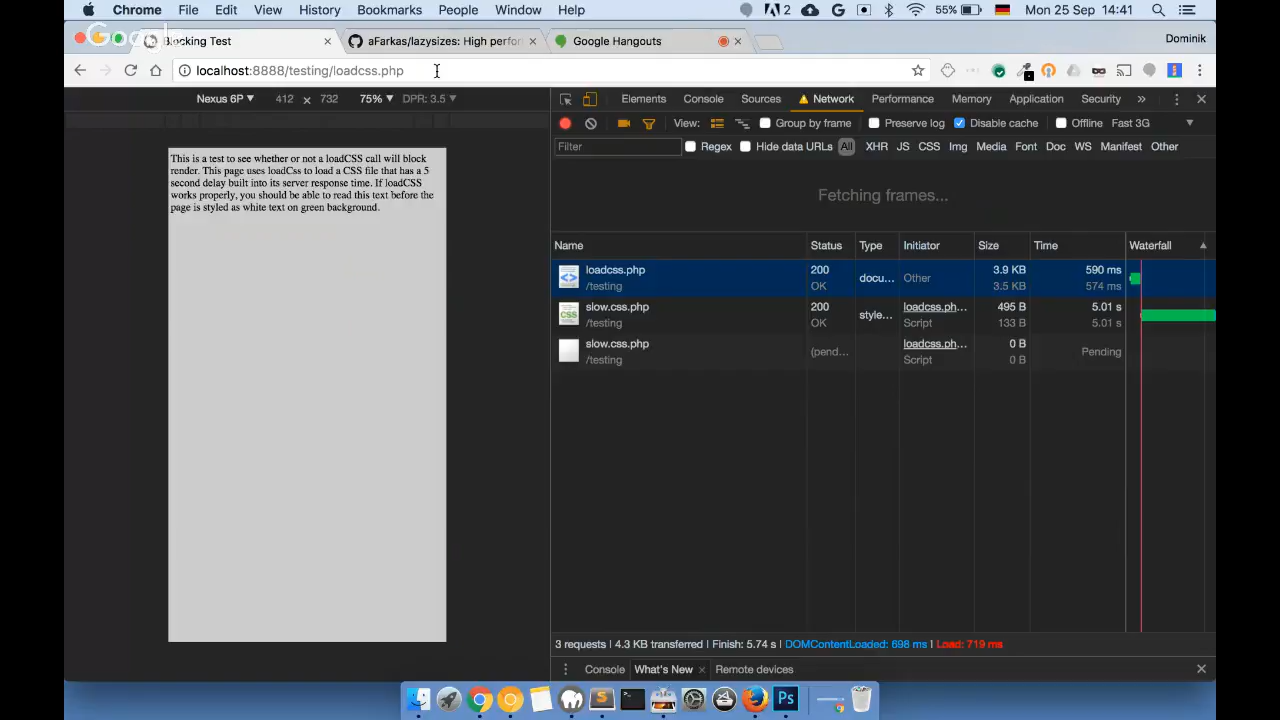 Chrome File Edit View History Bookmarks People Window Help 2 G 55% Mon 25 Sep 14:41
Google
Blocking Test × aFarkas/lazysizes: High perfor × Google Hangouts × Dominik
localhost:8888/testing/loadcss.php
Nexus 6P ▼ 412 × 732 75% ▼ DPR: 3.5 ▼
Elements Console Sources Network Performance Memory Application Security »
View: Group by frame Preserve log Disable cache Offline Fast 3G ▼
Filter Regex Hide data URLs All XHR JS CSS Img Media Font Doc WS Manifest Other
This is a test to see whether or not a loadCSS call will block
render. This page uses loadCss to load a CSS file that has a 5
second delay built into its server response time. If loadCSS
works properly, you should be able to read this text before the
page is styled as white text on green background.
Fetching frames...
Name Status Type Initiator Size Time Waterfall
loadcss.php 200 docu... Other 3.9 KB 590 ms
/testing OK 3.5 KB 574 ms
slow.css.php 200 style... loadcss.ph... 495 B 5.01 s
/testing OK Script 133 B 5.01 s
slow.css.php (pend... loadcss.ph... 0 B Pending
/testing Script 0 B
3 requests | 4.3 KB transferred | Finish: 5.74 s | DOMContentLoaded: 698 ms | Load: 719 ms
Console What's New × Remote devices
CSS
S
Ps